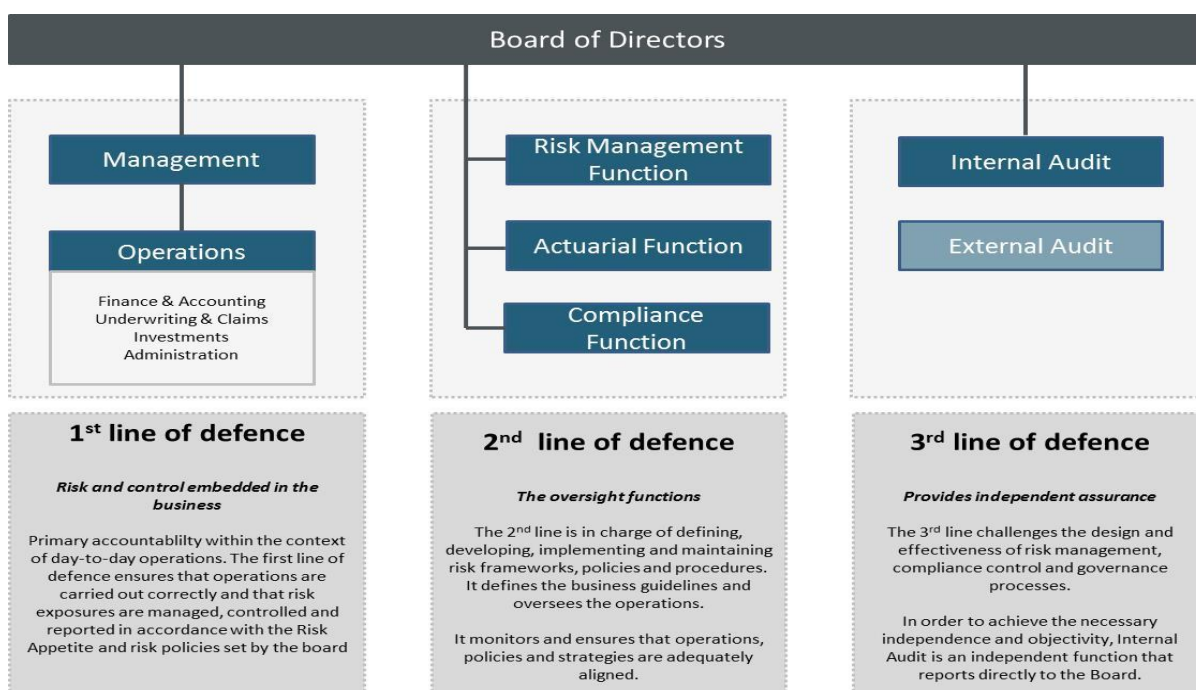 Board of Directors
Management
Operations
Finance & Accounting
Underwriting & Claims
Investments
Administration
Risk Management
Function
Actuarial Function
Compliance
Function
Internal Audit
External Audit
1st line of defence
Risk and control embedded in the
business
Primary accountablilty within the context
of day-to-day operations. The first line of
defence ensures that operations are
carried out correctly and that risk
exposures are managed, controlled and
reported in accordance with the Risk
Appetite and risk policies set by the board
2nd line of defence
The oversight functions
The 2nd line is in charge of defining,
developing, implementing and maintaining
risk frameworks, policies and procedures.
It defines the business guidelines and
oversees the operations.
It monitors and ensures that operations,
policies and strategies are adequately
aligned.
3rd line of defence
Provides independent assurance
The 3rd line challenges the design and
effectiveness of risk management,
compliance control and governance
processes.
In order to achieve the necessary
independence and objectivity, Internal
Audit is an independent function that
reports directly to the Board.